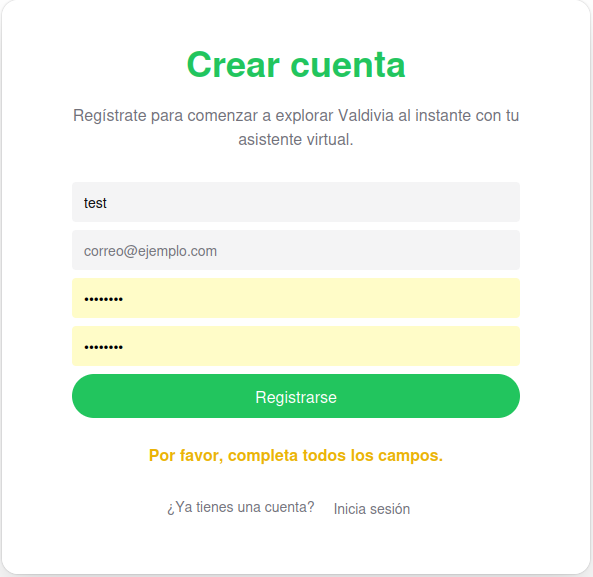 Crear cuenta
Regístrate para comenzar a explorar Valdivia al instante con tu
asistente virtual.
test
correo@ejemplo.com
••••••••
••••••••
Registrarse
Por favor, completa todos los campos.
¿Ya tienes una cuenta? Inicia sesión